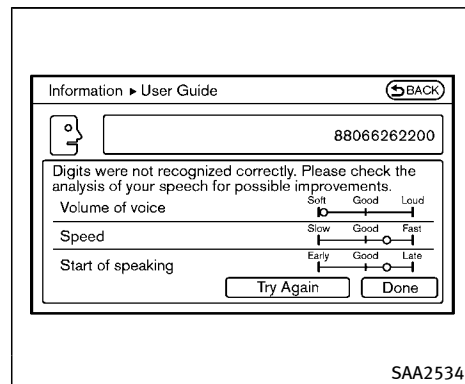 Information ▸ User Guide
BACK
88066262200
Digits were not recognized correctly. Please check the
analysis of your speech for possible improvements.
Volume of voice Soft Good Loud
Speed Slow Good Fast
Start of speaking Early Good Late
Try Again Done
SAA2534